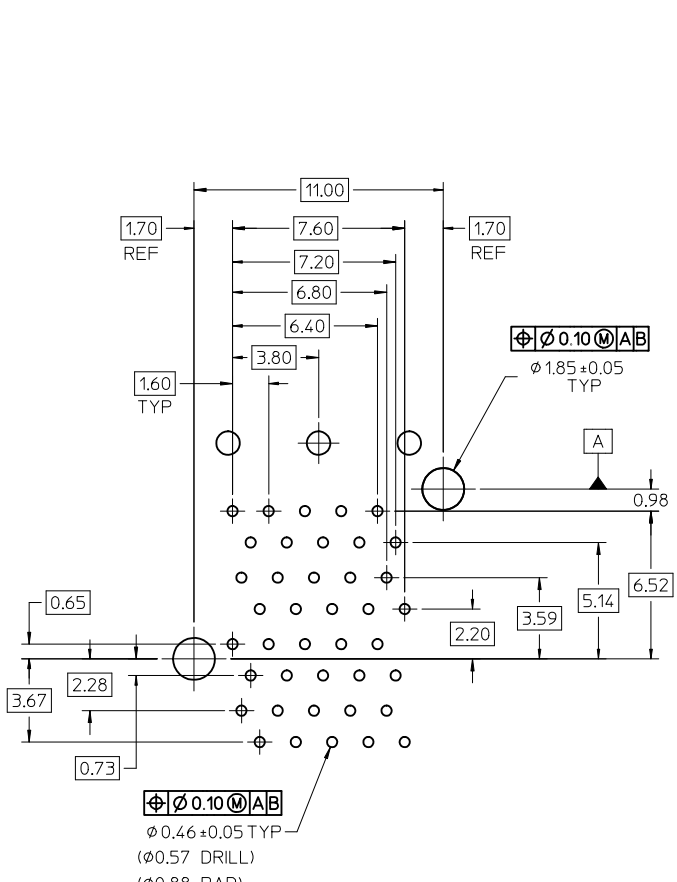 11.00
1.70
REF
7.60
1.70
REF
7.20
6.80
6.40
3.80
1.60
TYP
⌖ Ø 0.10 Ⓜ A B
Ø1.85 ±0.05
TYP
A
0.98
6.52
5.14
3.59
2.20
0.65
2.28
3.67
0.73
⌖ Ø 0.10 Ⓜ A B
Ø0.46 ±0.05 TYP
(Ø0.57 DRILL)